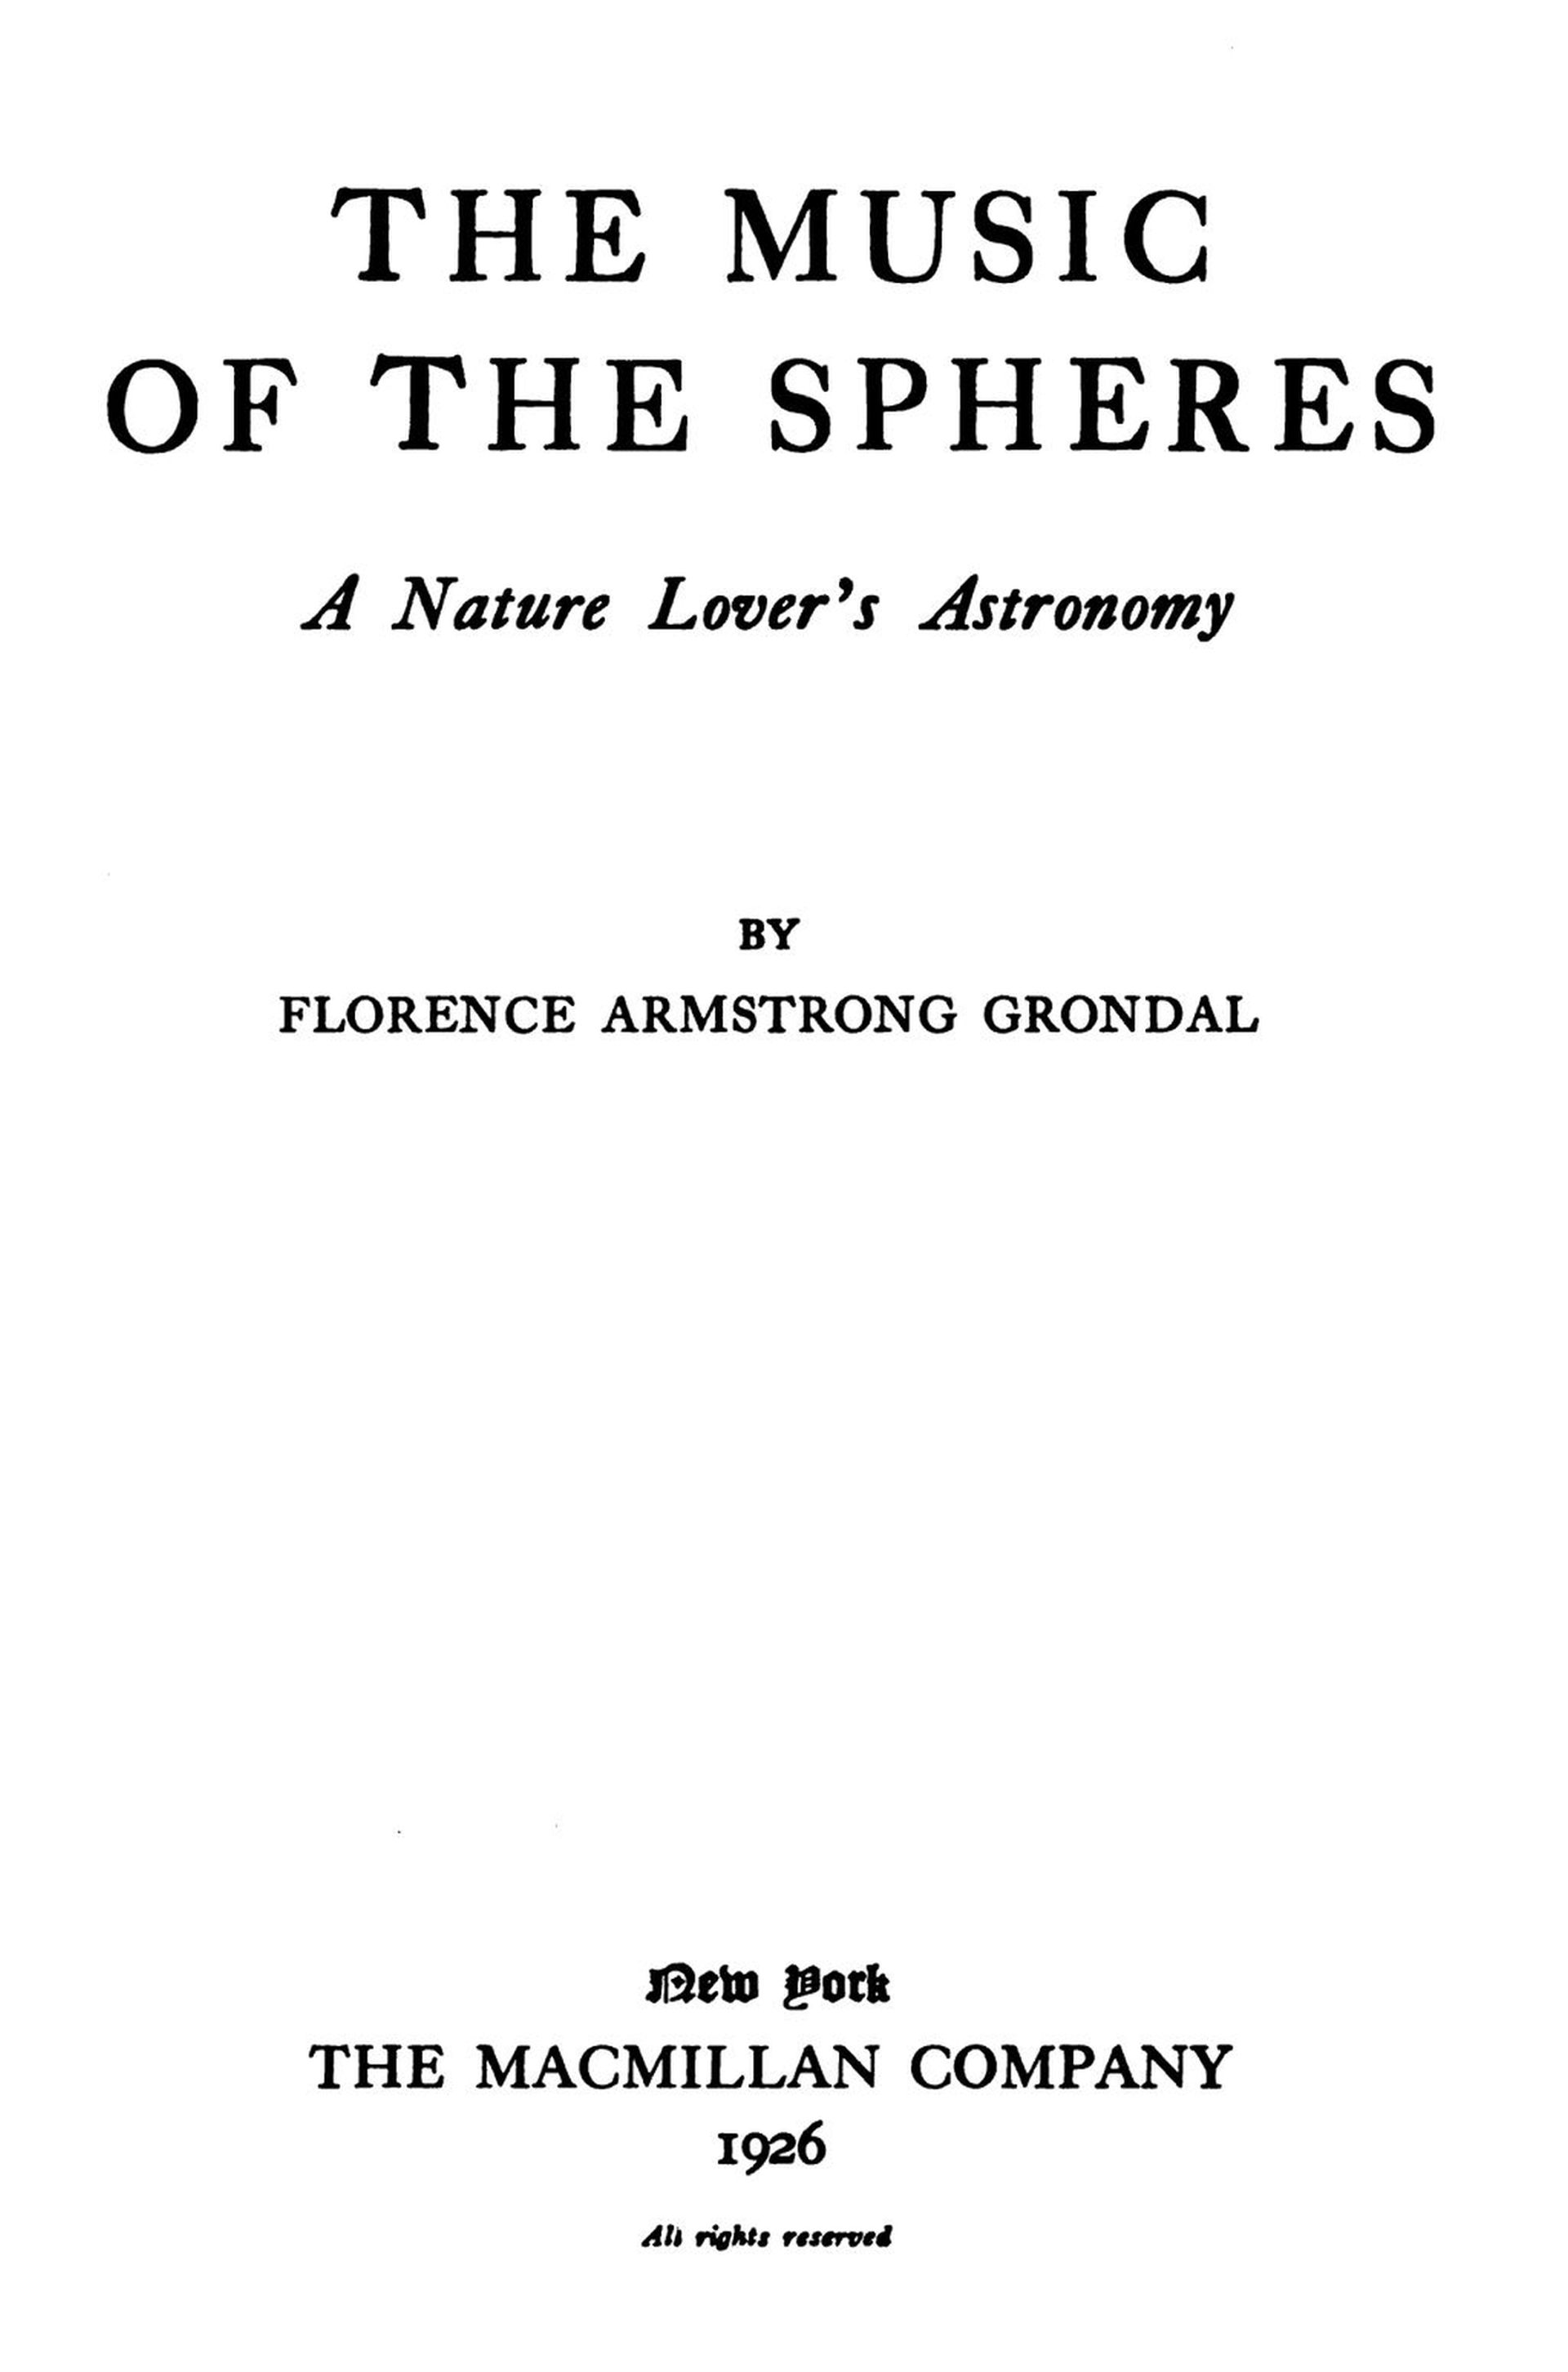 THE MUSIC
OF THE SPHERES
A Nature Lover's Astronomy
BY
FLORENCE ARMSTRONG GRONDAL
New York
THE MACMILLAN COMPANY
1926
All rights reserved